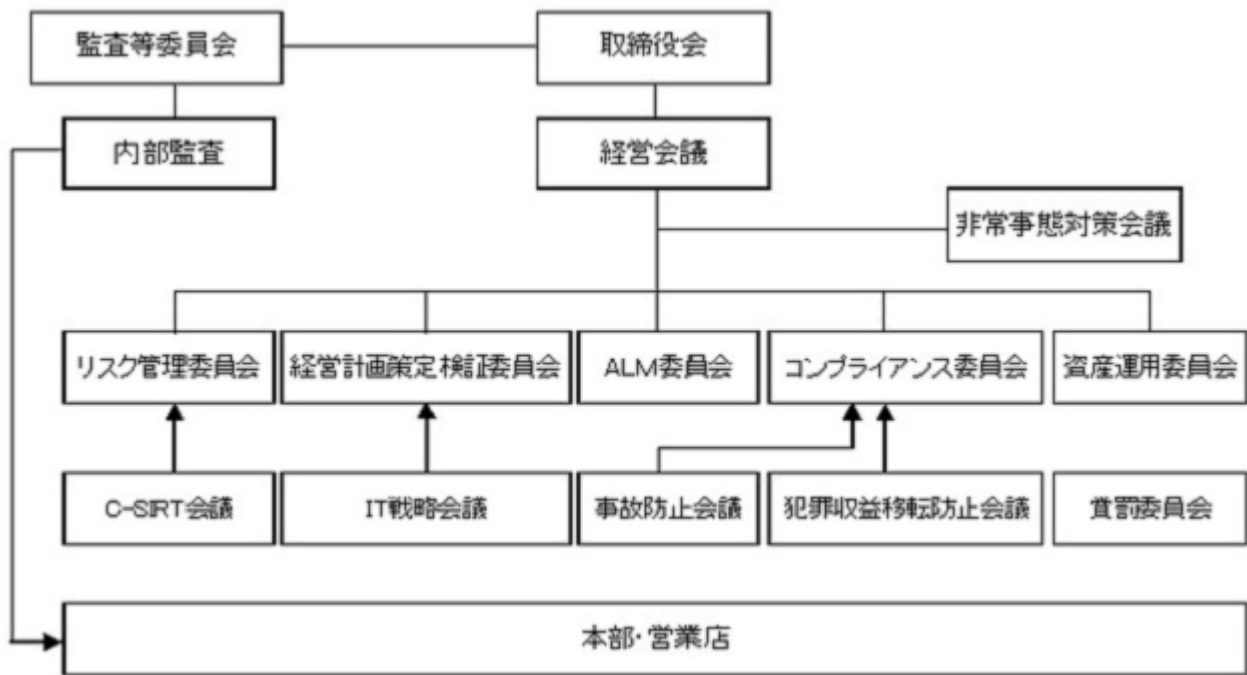 監査等委員会
取締役会
内部監査
経営会議
非常事態対策会議
リスク管理委員会
経営計画策定検証委員会
ALM委員会
コンプライアンス委員会
資産運用委員会
C-SIRT会議
IT戦略会議
事故防止会議
犯罪収益移転防止会議
賞罰委員会
本部・営業店